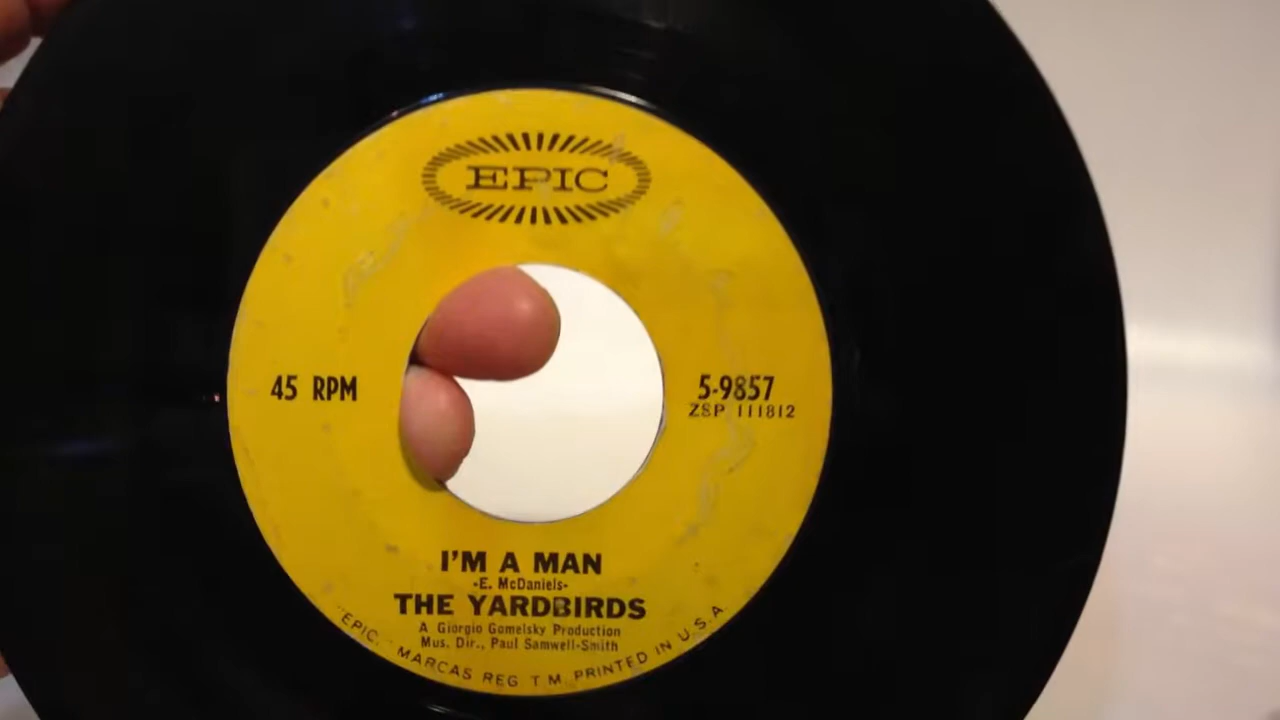 EPIC
45 RPM
5-9857
ZSP 111812
I'M A MAN
-E. McDaniels-
THE YARDBIRDS
A Giorgio Gomelsky Production
Mus. Dir., Paul Samwell-Smith
"EPIC. - MARCAS REG T M PRINTED IN U.S.A